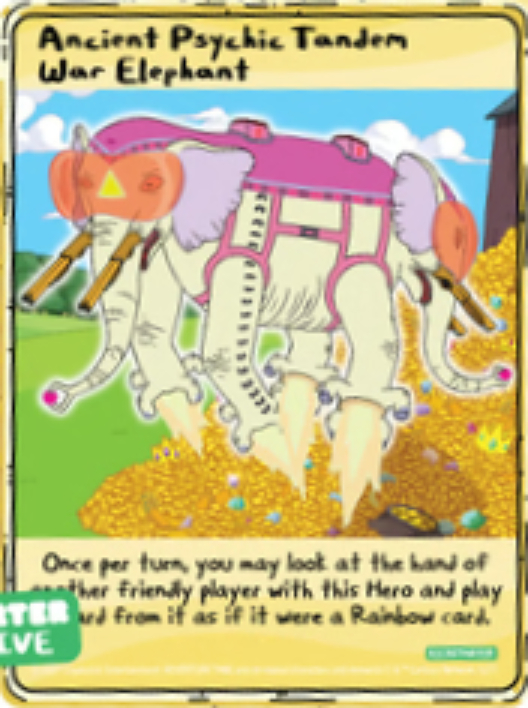 Ancient Psychic Tandem
War Elephant
Once per turn, you may look at the hand of
another friendly player with this Hero and play
card from it as if it were a Rainbow card.
RTER
IVE